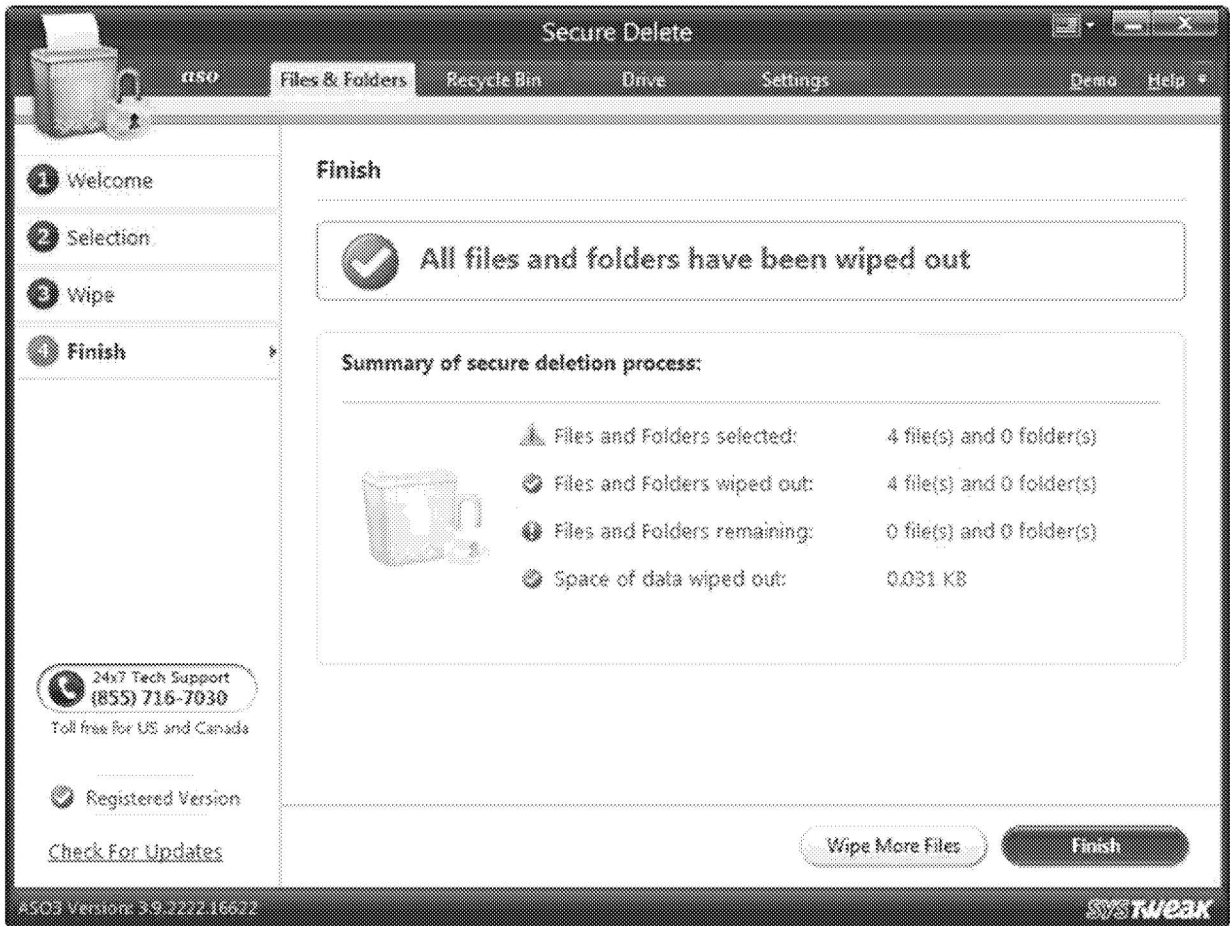 Secure Delete
aso Files & Folders Recycle Bin Drive Settings Demo Help
1 Welcome
2 Selection
3 Wipe
4 Finish
Finish
All files and folders have been wiped out
Summary of secure deletion process:
Files and Folders selected: 4 file(s) and 0 folder(s)
Files and Folders wiped out: 4 file(s) and 0 folder(s)
Files and Folders remaining: 0 file(s) and 0 folder(s)
Space of data wiped out: 0.031 KB
24x7 Tech Support
(855) 716-7030
Toll free for US and Canada
Registered Version
Check For Updates
Wipe More Files Finish
ASO3 Version: 3.9.2222.16622 SYSTweak